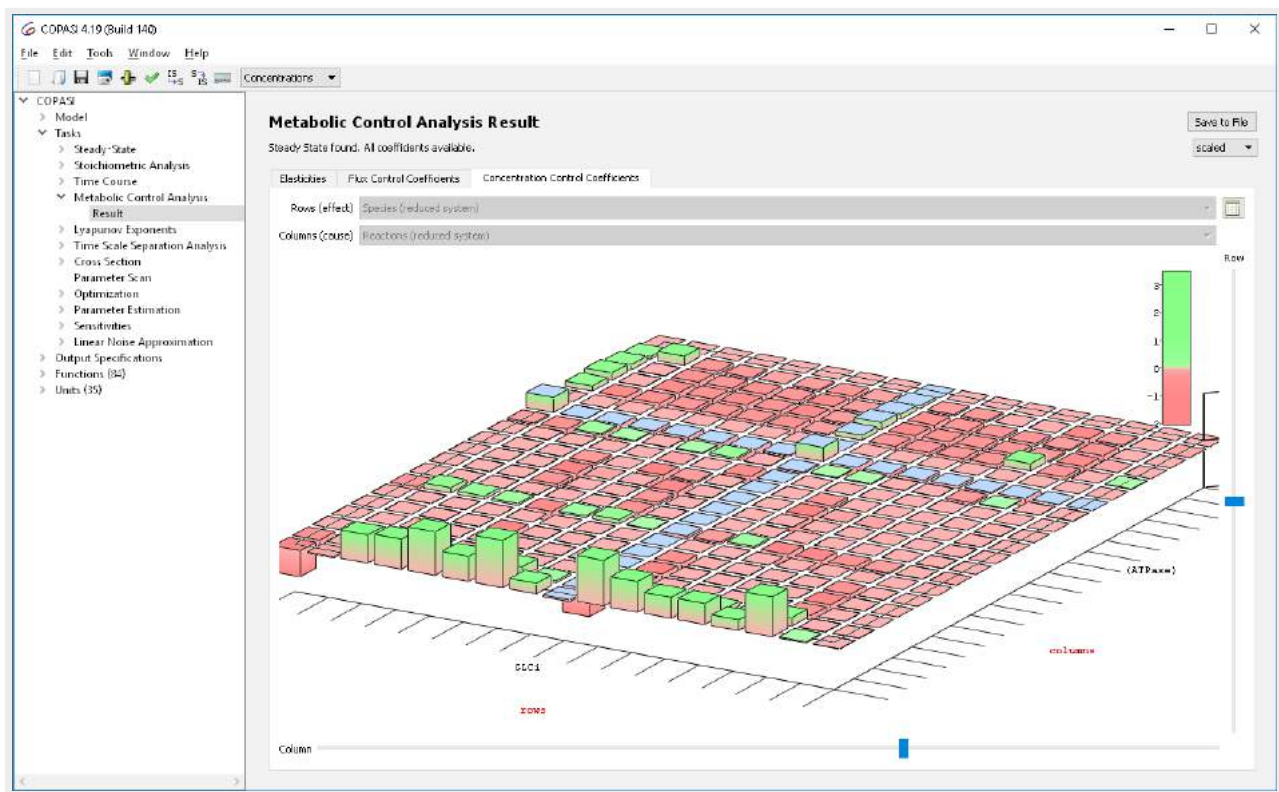 COPASI 4.19 (Build 140)
File Edit Tools Window Help
Concentrations
COPASI
Model
Tasks
Steady-State
Stoichiometric Analysis
Time Course
Metabolic Control Analysis
Result
Lyapunov Exponents
Time Scale Separation Analysis
Cross Section
Parameter Scan
Optimization
Parameter Estimation
Sensitivities
Linear Noise Approximation
Output Specifications
Functions (84)
Units (35)
Metabolic Control Analysis Result
Save to File
Steady State found. All coefficients available.
scaled
Elasticities Flux Control Coefficients Concentration Control Coefficients
Rows (effect) Species (reduced system)
Columns (cause) Reactions (reduced system)
Row
3
2
1
0
-1
(ATPase)
columns
GLCi
rows
Column